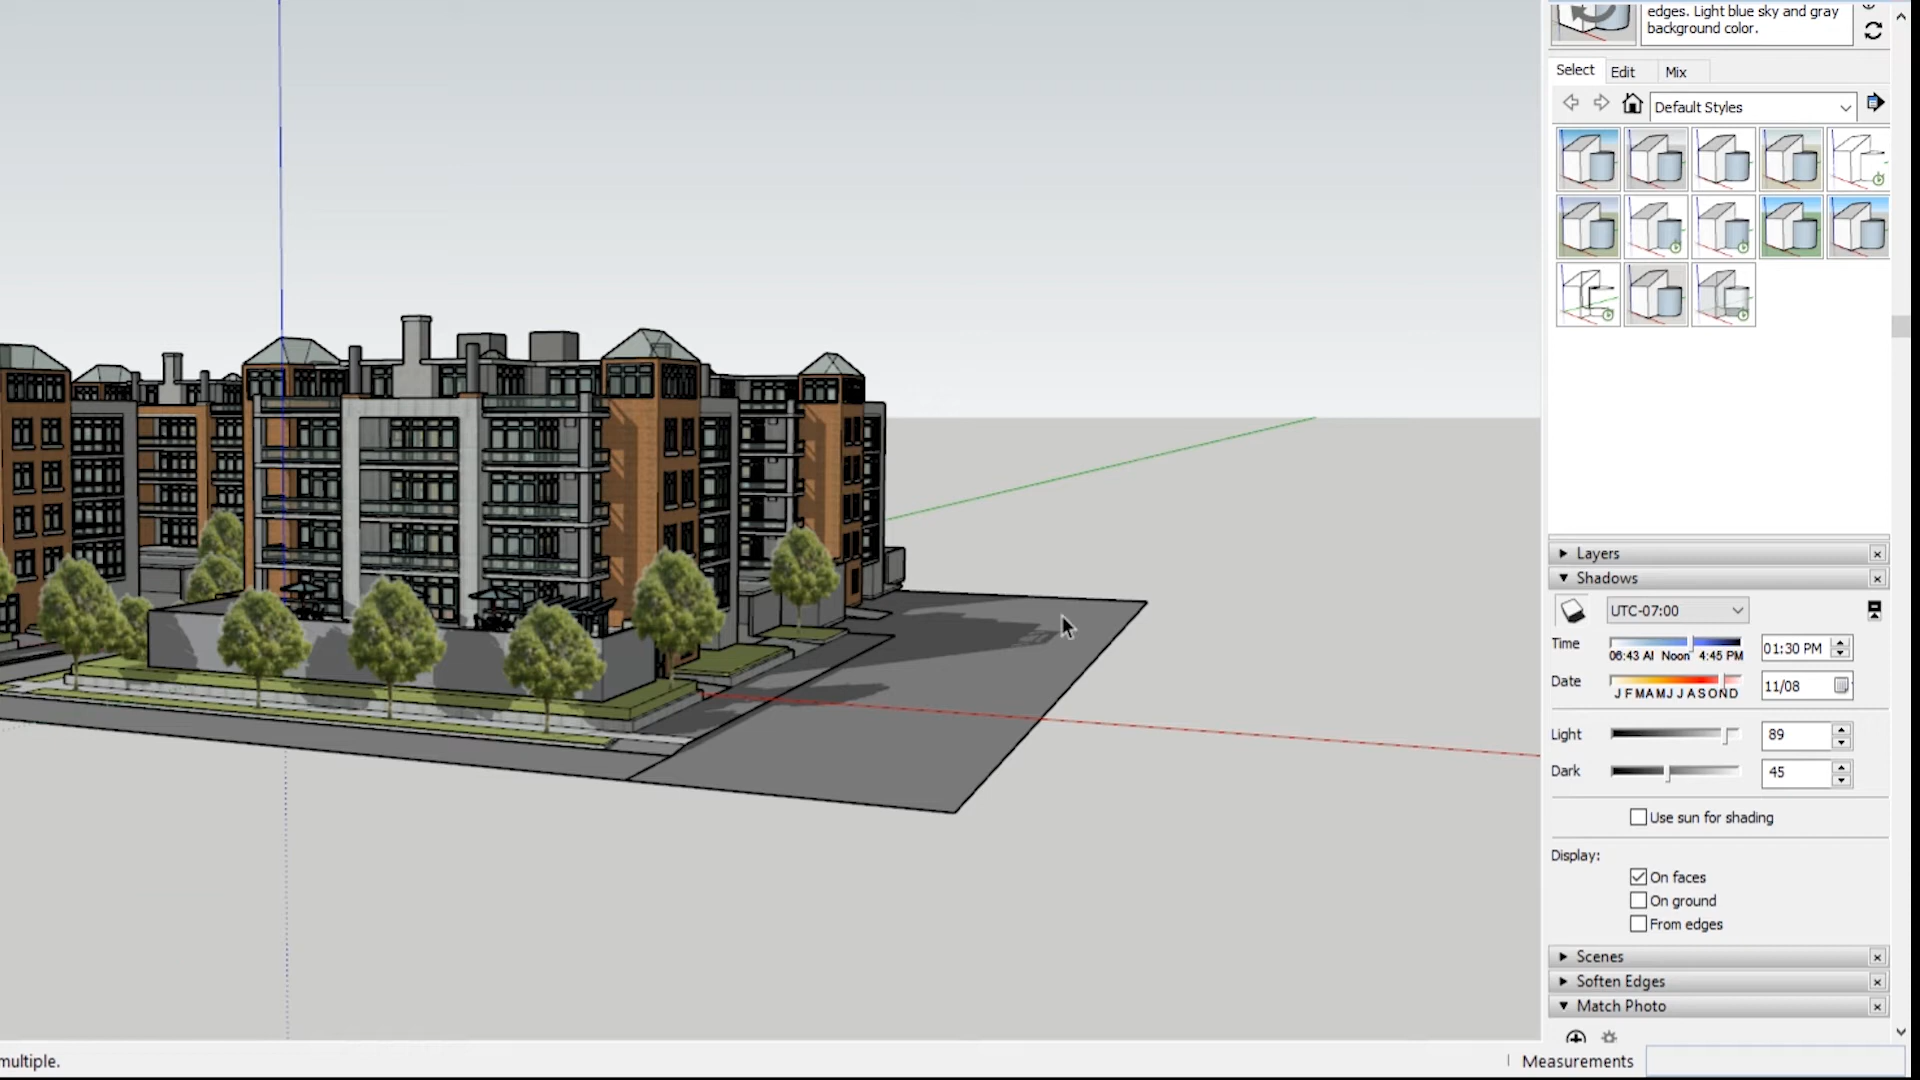 edges. Light blue sky and gray
background color.
Select Edit Mix
Default Styles
Layers
Shadows
UTC-07:00
Time
06:43 AI Noon 4:45 PM
01:30 PM
Date
J F M A M J J A S O N D
11/08
Light
89
Dark
45
Use sun for shading
Display:
On faces
On ground
From edges
Scenes
Soften Edges
Match Photo
multiple.
Measurements